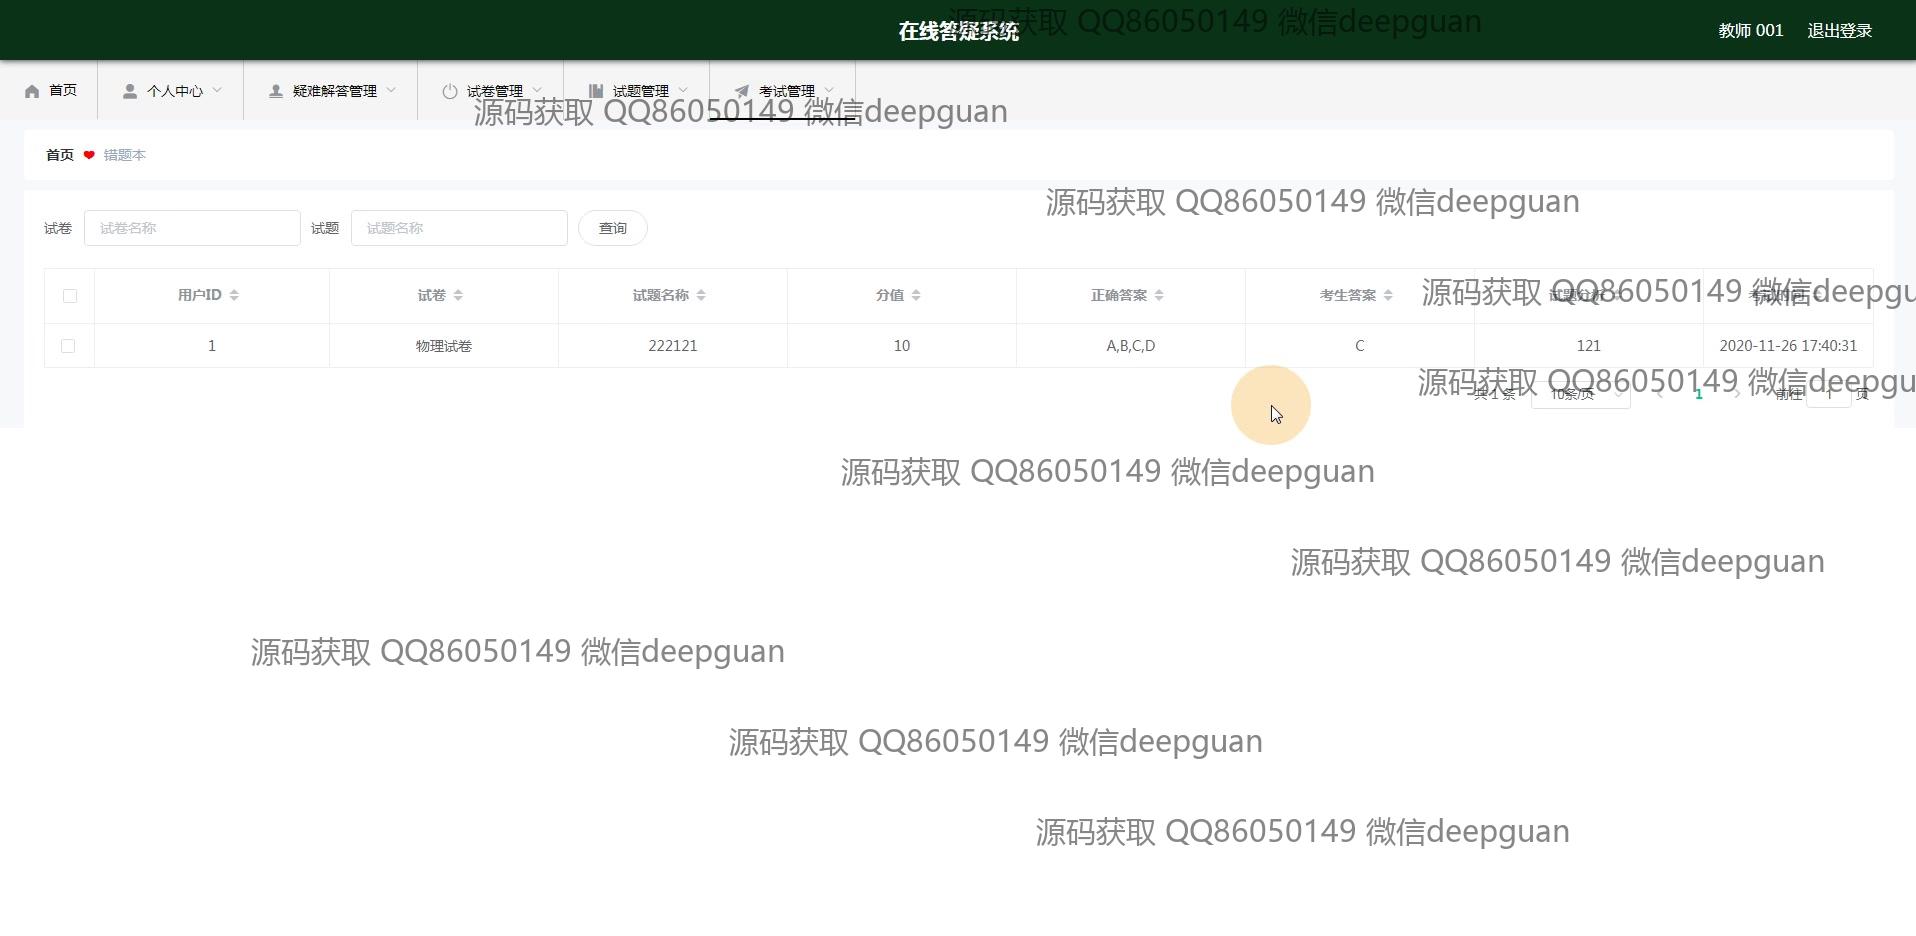 在线答疑系统
源码获取 QQ86050149 微信deepguan
教师 001 退出登录
首页 个人中心 疑难解答管理 试卷管理 试题管理 考试管理
源码获取 QQ86050149 微信deepguan
首页 错题本
源码获取 QQ86050149 微信deepguan
试卷 试卷名称 试题 试题名称 查询
用户ID 试卷 试题名称 分值 正确答案 考生答案 试题分析 考试时间
源码获取 QQ86050149 微信deepgu
1 物理试卷 222121 10 A,B,C,D C 121 2020-11-26 17:40:31
源码获取 QQ86050149 微信deepgu
共 1 条 10条/页 1 前往 1 页
源码获取 QQ86050149 微信deepguan
源码获取 QQ86050149 微信deepguan
源码获取 QQ86050149 微信deepguan
源码获取 QQ86050149 微信deepguan
源码获取 QQ86050149 微信deepguan